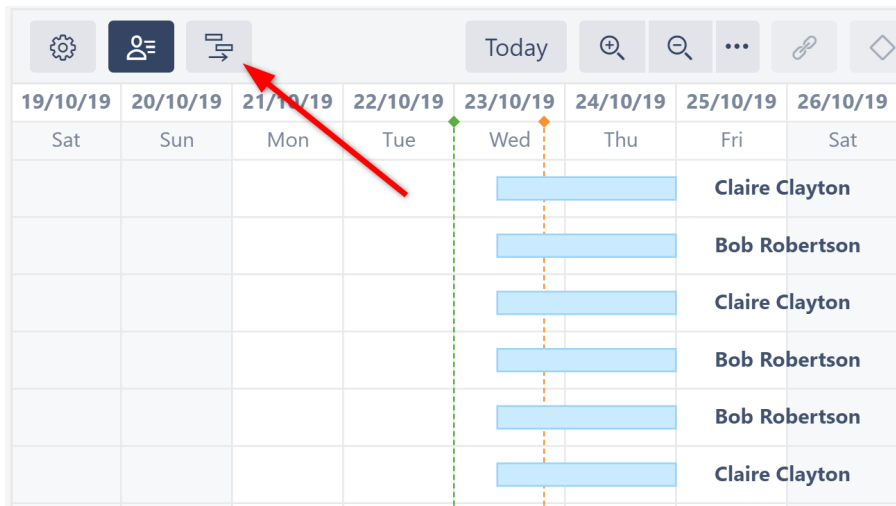 Today
19/10/19 20/10/19 21/10/19 22/10/19 23/10/19 24/10/19 25/10/19 26/10/19
Sat Sun Mon Tue Wed Thu Fri Sat
Claire Clayton
Bob Robertson
Claire Clayton
Bob Robertson
Bob Robertson
Claire Clayton